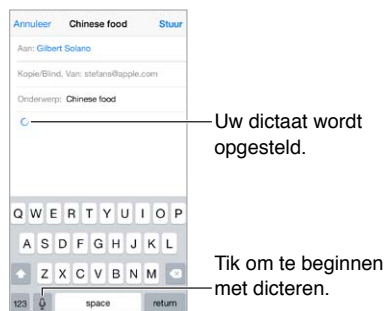 Annuleer Chinese food Stuur
Aan: Gilbert Solano
Kopie/Blind, Van: stefans@apple.com
Onderwerp: Chinese food
Uw dictaat wordt
opgesteld.
Q W E R T Y U I O P
A S D F G H J K L
Z X C V B N M
Tik om te beginnen
met dicteren.
123 space return